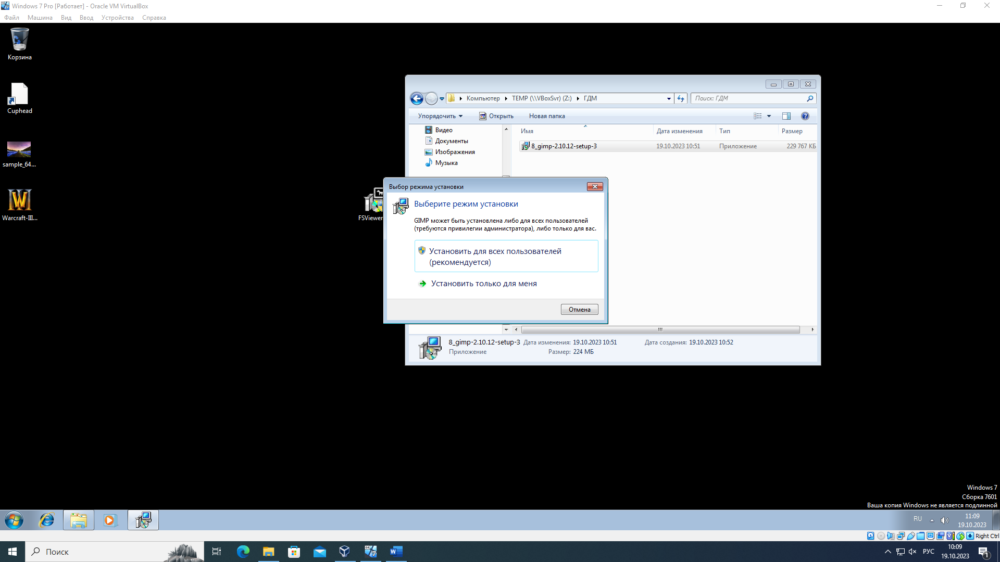 Windows 7 Pro [Работает] - Oracle VM VirtualBox
Файл Машина Вид Ввод Устройства Справка
Корзина
Cuphead
sample_64...
Warcraft-III...
FSViewer
Компьютер TEMP (\\VBoxSvr) (Z:) ГДМ
Поиск: ГДМ
Упорядочить Открыть Новая папка
Видео
Документы
Изображения
Музыка
Имя Дата изменения Тип Размер
8_gimp-2.10.12-setup-3 19.10.2023 10:51 Приложение 229 767 КБ
Выбор режима установки
Выберите режим установки
GIMP может быть установлена либо для всех пользователей
(требуются привилегии администратора), либо только для вас.
Установить для всех пользователей
(рекомендуется)
Установить только для меня
Отмена
8_gimp-2.10.12-setup-3 Дата изменения: 19.10.2023 10:51 Дата создания: 19.10.2023 10:52
Приложение Размер: 224 МБ
Windows 7
Сборка 7601
Ваша копия Windows не является подлинной
RU 11:09
19.10.2023
Right Ctrl
Поиск
РУС 10:09
19.10.2023
1